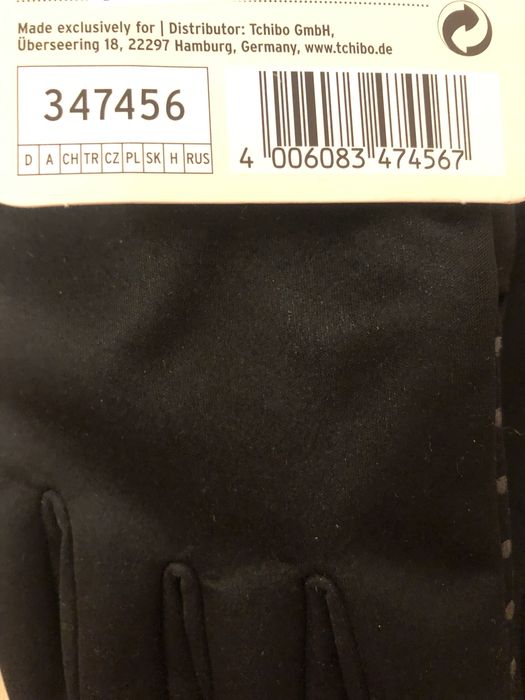 Made exclusively for | Distributor: Tchibo GmbH,
Überseering 18, 22297 Hamburg, Germany, www.tchibo.de
347456
D A CH TR CZ PL SK H RUS
4 006083 474567